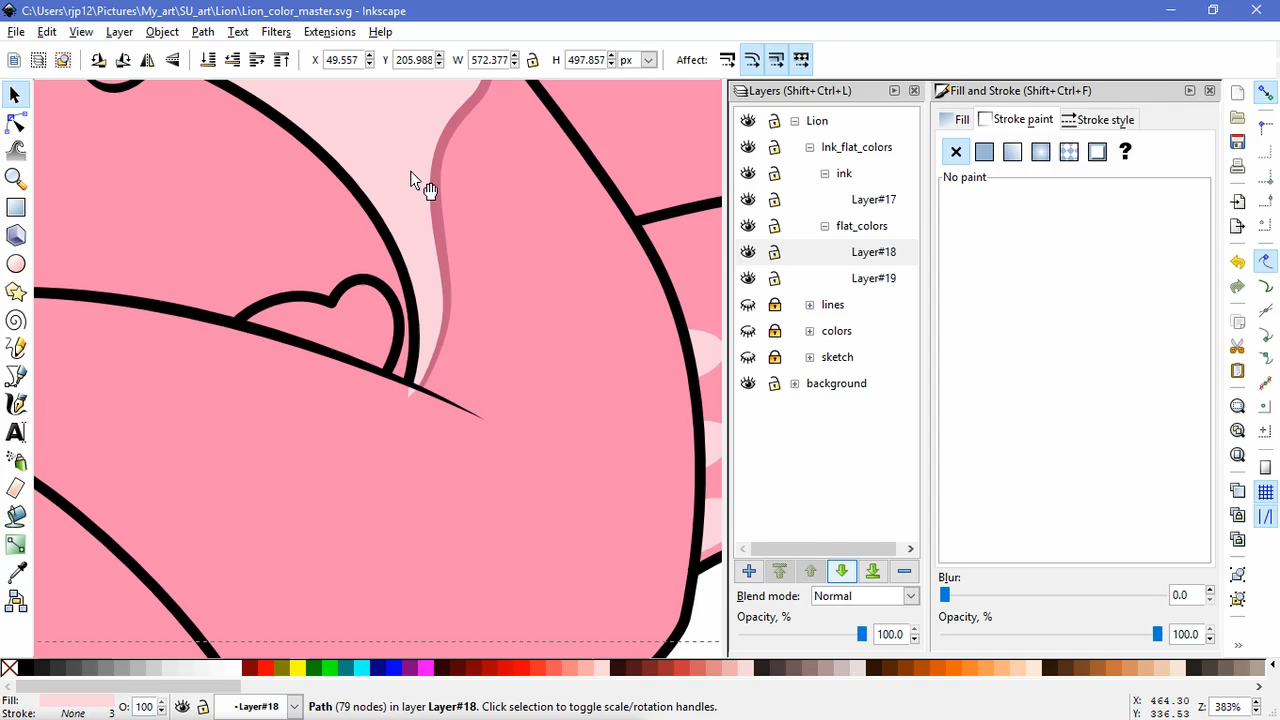 C:\Users\rjp12\Pictures\My_art\SU_art\Lion\Lion_color_master.svg - Inkscape
File Edit View Layer Object Path Text Filters Extensions Help
X 49.557 Y 205.988 W 572.377 H 497.857 px Affect:
Layers (Shift+Ctrl+L) Fill and Stroke (Shift+Ctrl+F)
Lion Fill Stroke paint Stroke style
Ink_flat_colors
ink
No paint
Layer#17
flat_colors
Layer#18
Layer#19
lines
colors
sketch
background
Blur:
Blend mode: Normal 0.0
Opacity, % Opacity, %
100.0 100.0
Fill: O: 100 Layer#18 Path (79 nodes) in layer Layer#18. Click selection to toggle scale/rotation handles. X: 464.30 Z: 383%
Stroke: None 3 Y: 336.53